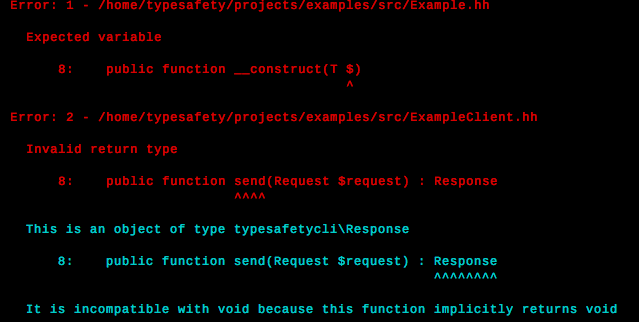 Error: 1 - /home/typesafety/projects/examples/src/Example.hh
Expected variable
8:    public function __construct(T $)
^
Error: 2 - /home/typesafety/projects/examples/src/ExampleClient.hh
Invalid return type
8:    public function send(Request $request) : Response
^^^^
This is an object of type typesafetycli\Response
8:    public function send(Request $request) : Response
^^^^^^^^
It is incompatible with void because this function implicitly returns void